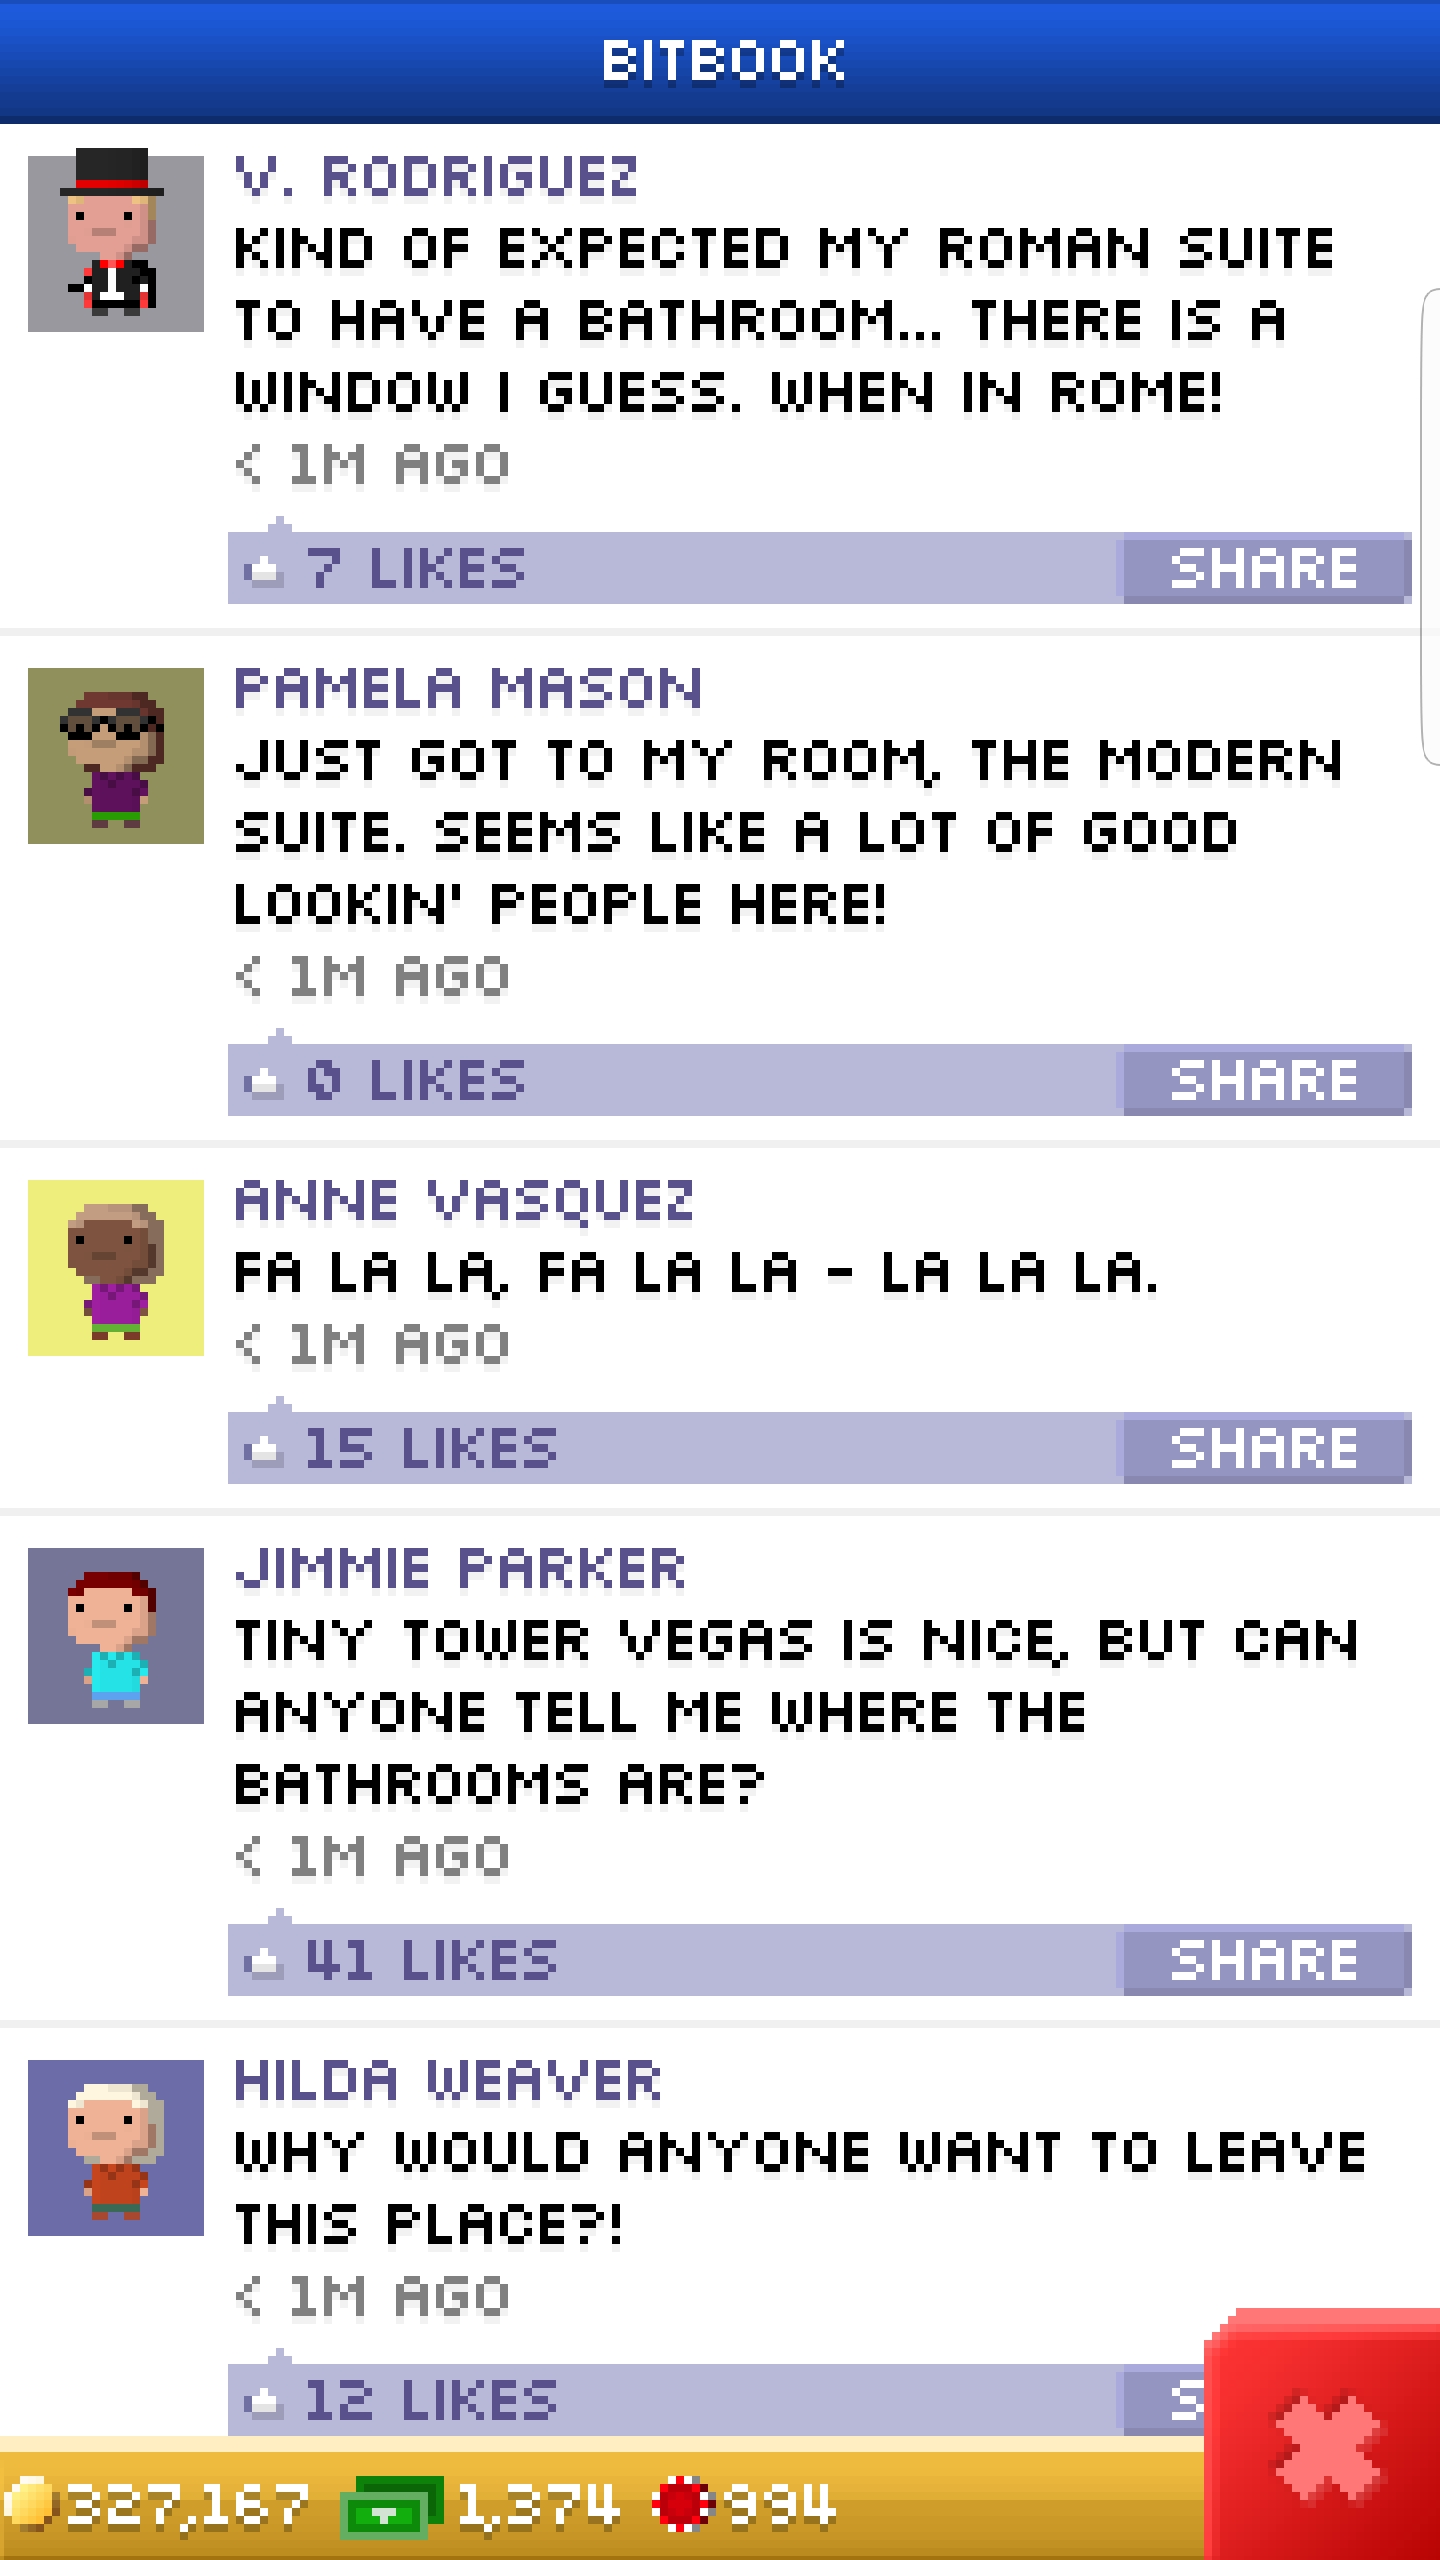 BITBOOK
V. RODRIGUEZ
KIND OF EXPECTED MY ROMAN SUITE
TO HAVE A BATHROOM... THERE IS A
WINDOW I GUESS. WHEN IN ROME!
< 1M AGO
7 LIKES SHARE
PAMELA MASON
JUST GOT TO MY ROOM, THE MODERN
SUITE. SEEMS LIKE A LOT OF GOOD
LOOKIN' PEOPLE HERE!
< 1M AGO
0 LIKES SHARE
ANNE VASQUEZ
FA LA LA, FA LA LA - LA LA LA.
< 1M AGO
15 LIKES SHARE
JIMMIE PARKER
TINY TOWER VEGAS IS NICE, BUT CAN
ANYONE TELL ME WHERE THE
BATHROOMS ARE?
< 1M AGO
41 LIKES SHARE
HILDA WEAVER
WHY WOULD ANYONE WANT TO LEAVE
THIS PLACE?!
< 1M AGO
12 LIKES S
327,167 1,374 994